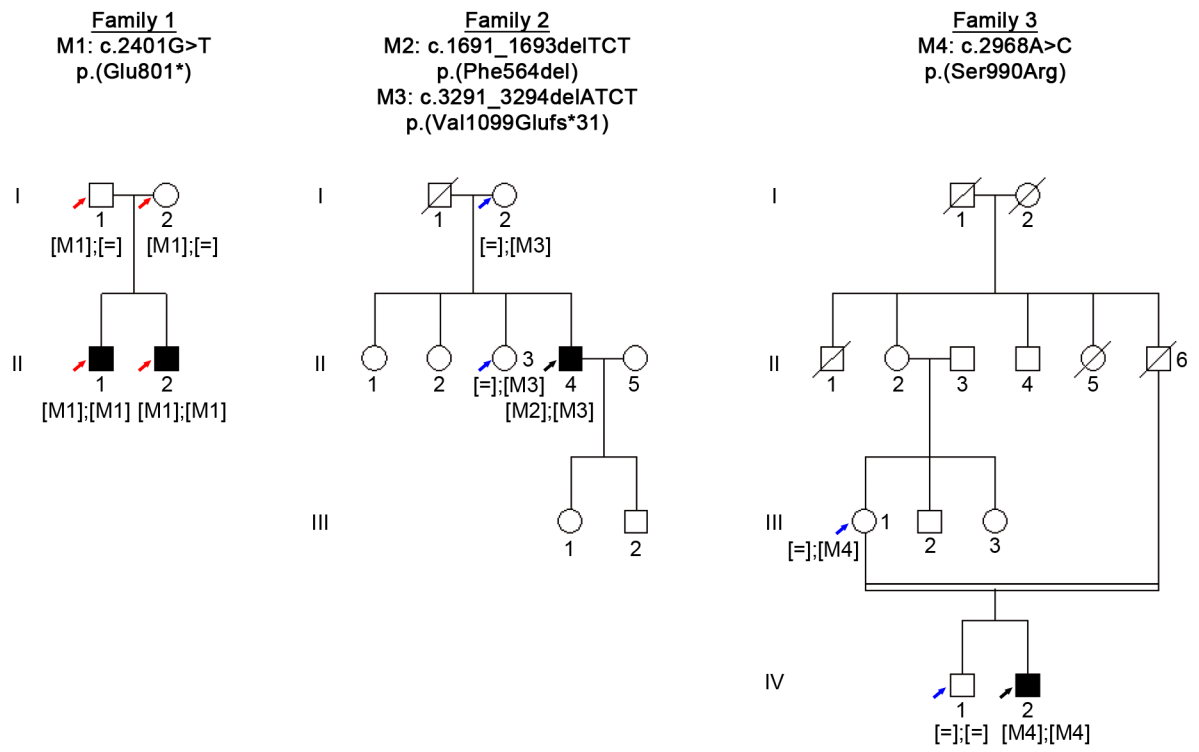 Family 1
M1: c.2401G>T
p.(Glu801*)
Family 2
M2: c.1691_1693delTCT
p.(Phe564del)
M3: c.3291_3294delATCT
p.(Val1099Glufs*31)
Family 3
M4: c.2968A>C
p.(Ser990Arg)
I
1
2
[M1];[=]
[M1];[=]
II
1
2
[M1];[M1]
[M1];[M1]
I
1
2
[=];[M3]
II
1
2
3
4
5
[=];[M3]
[M2];[M3]
III
1
2
I
1
2
II
1
2
3
4
5
6
III
1
2
3
[=];[M4]
IV
1
2
[=];[=]
[M4];[M4]